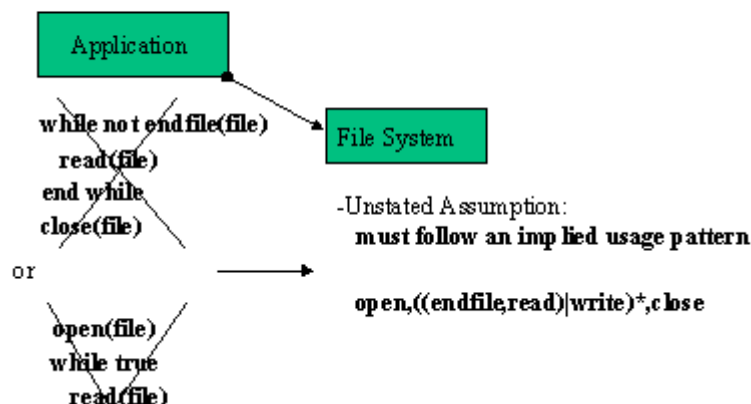 Application
while not endfile(file)
read(file)
end while
close(file)
or
open(file)
while true
read(file)
File System
-Unstated Assumption:
must follow an implied usage pattern
open,((endfile,read)|write)*,close